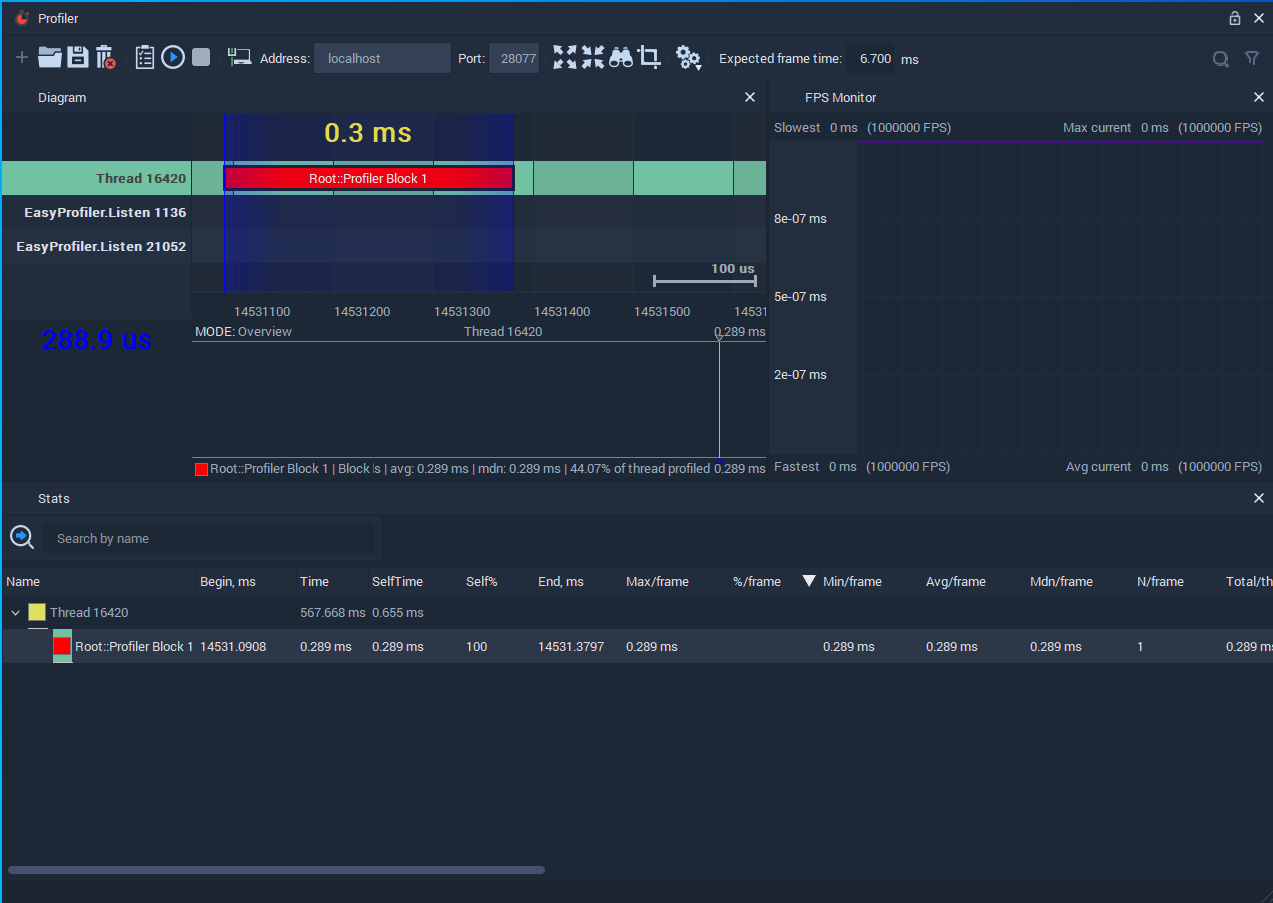 Profiler
Address: localhost Port: 28077 Expected frame time: 6.700 ms
Diagram
0.3 ms
Thread 16420 Root::Profiler Block 1
EasyProfiler.Listen 1136
EasyProfiler.Listen 21052
100 us
14531100 14531200 14531300 14531400 14531500 14531
288.9 us
MODE: Overview Thread 16420 0.289 ms
Root::Profiler Block 1 | Block s | avg: 0.289 ms | mdn: 0.289 ms | 44.07% of thread profiled 0.289 ms
FPS Monitor
Slowest 0 ms (1000000 FPS) Max current 0 ms (1000000 FPS)
8e-07 ms
5e-07 ms
2e-07 ms
Fastest 0 ms (1000000 FPS) Avg current 0 ms (1000000 FPS)
Stats
Search by name
Name Begin, ms Time SelfTime Self% End, ms Max/frame %/frame Min/frame Avg/frame Mdn/frame N/frame Total/th
Thread 16420 567.668 ms 0.655 ms
Root::Profiler Block 1 14531.0908 0.289 ms 0.289 ms 100 14531.3797 0.289 ms 0.289 ms 0.289 ms 0.289 ms 1 0.289 ms